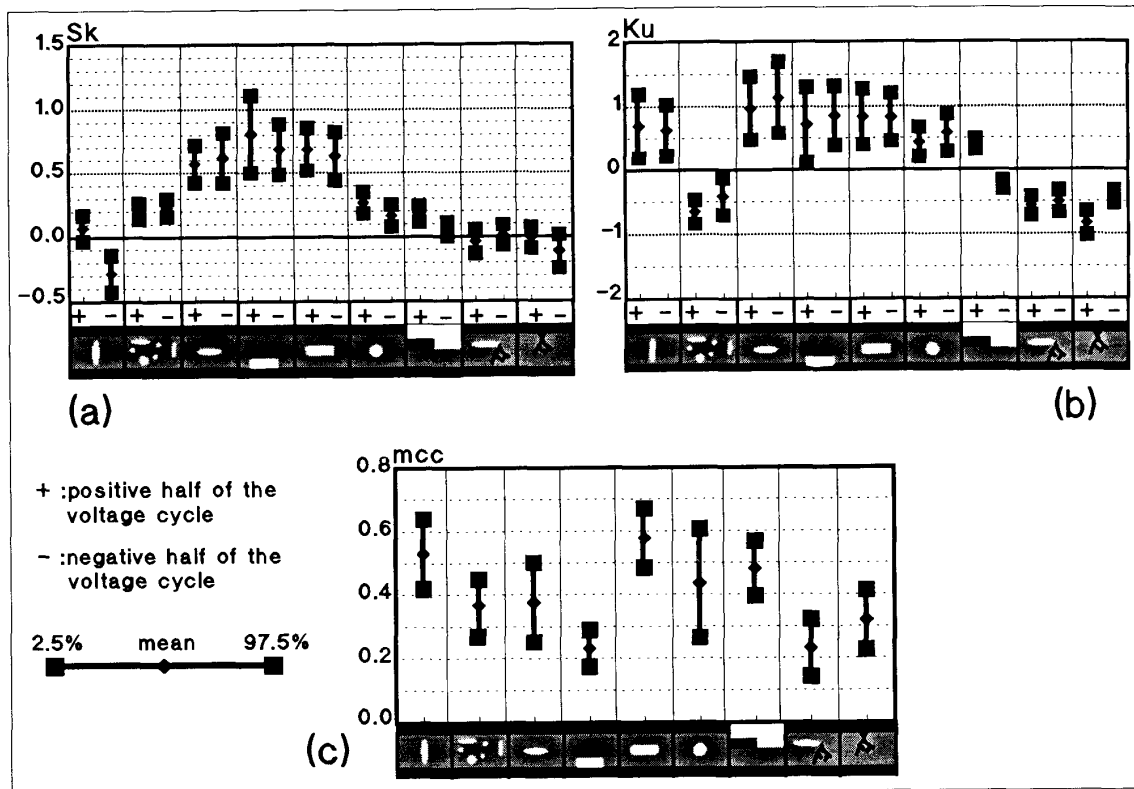 Sk
1.5
1.0
0.5
0.0
-0.5
+ - + - + - + - + - + - + - + - + -
(a)
Ku
2
1
0
-1
-2
+ - + - + - + - + - + - + - + - + -
(b)
+ :positive half of the
voltage cycle
- :negative half of the
voltage cycle
2.5% mean 97.5%
mcc
0.8
0.6
0.4
0.2
0.0
(c)